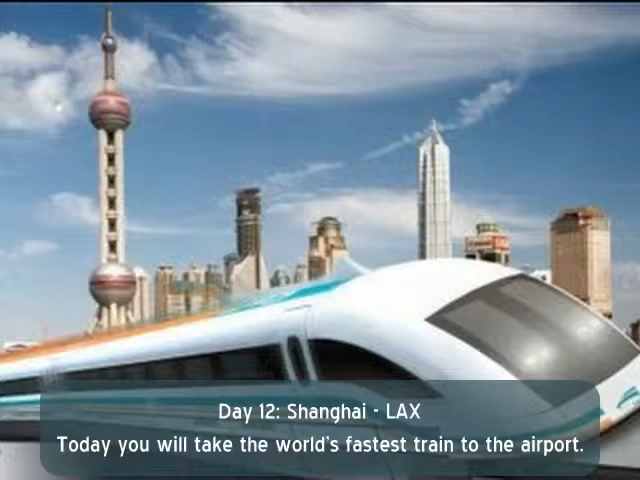 Day 12: Shanghai - LAX
Today you will take the world's fastest train to the airport.